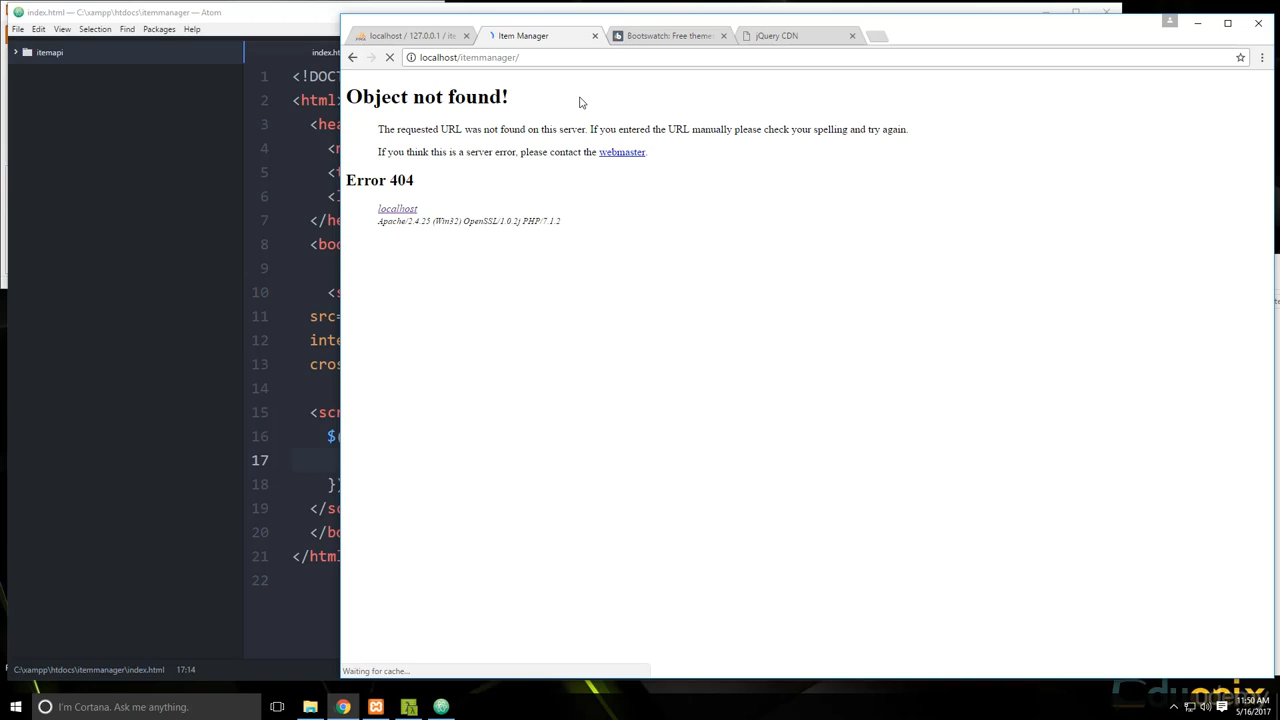 index.html — C:\xampp\htdocs\itemmanager — Atom
File Edit View Selection Find Packages Help
itemapi
index.ht
1 <!DOC
2 <html>
3 <hea
4 <m
5 <t
6 <l
7 </he
8 <boo
9
10 <s
11 src=
12 inte
13 cros
14
15 <scr
16 $(
17
18 })
19 </sc
20 </bo
21 </html
22
C:\xampp\htdocs\itemmanager\index.html 17:14
localhost / 127.0.0.1 / ite
Item Manager
Bootswatch: Free themes
jQuery CDN
localhost/itemmanager/
Object not found!
The requested URL was not found on this server. If you entered the URL manually please check your spelling and try again.
If you think this is a server error, please contact the webmaster.
Error 404
localhost
Apache/2.4.25 (Win32) OpenSSL/1.0.2j PHP/7.1.2
Waiting for cache...
I'm Cortana. Ask me anything.
11:50 AM
5/16/2017